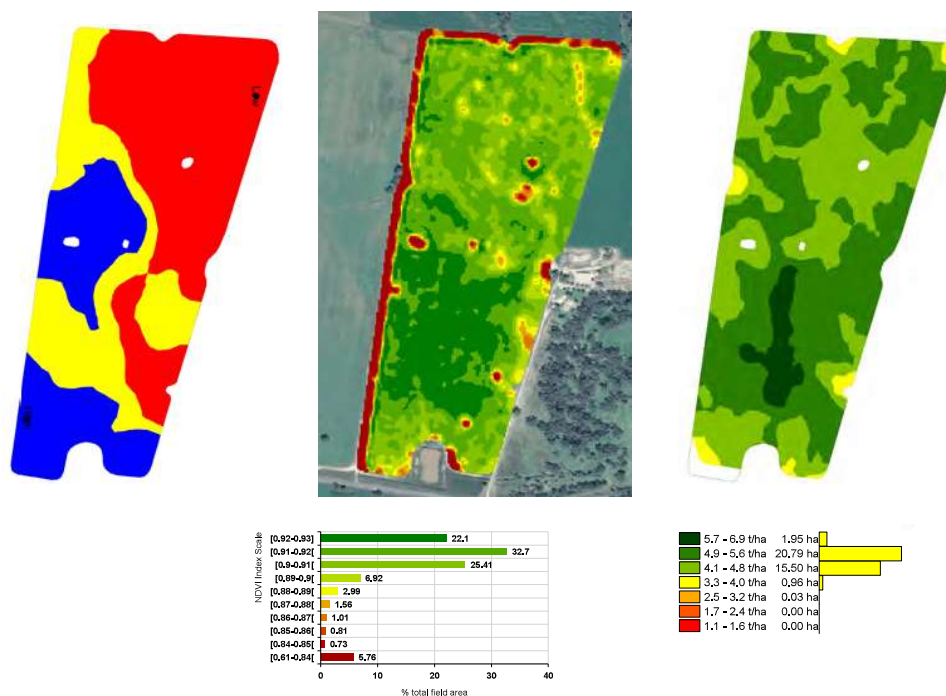 NDVI Index Scale
[0.92-0.93] 22.1
[0.91-0.92[ 32.7
[0.9-0.91[ 25.41
[0.89-0.9[ 6.92
[0.88-0.89[ 2.99
[0.87-0.88[ 1.56
[0.86-0.87[ 1.01
[0.85-0.86[ 0.81
[0.84-0.85[ 0.73
[0.61-0.84[ 5.76
0 10 20 30 40
% total field area
5.7 - 6.9 t/ha 1.95 ha
4.9 - 5.6 t/ha 20.79 ha
4.1 - 4.8 t/ha 15.50 ha
3.3 - 4.0 t/ha 0.96 ha
2.5 - 3.2 t/ha 0.03 ha
1.7 - 2.4 t/ha 0.00 ha
1.1 - 1.6 t/ha 0.00 ha